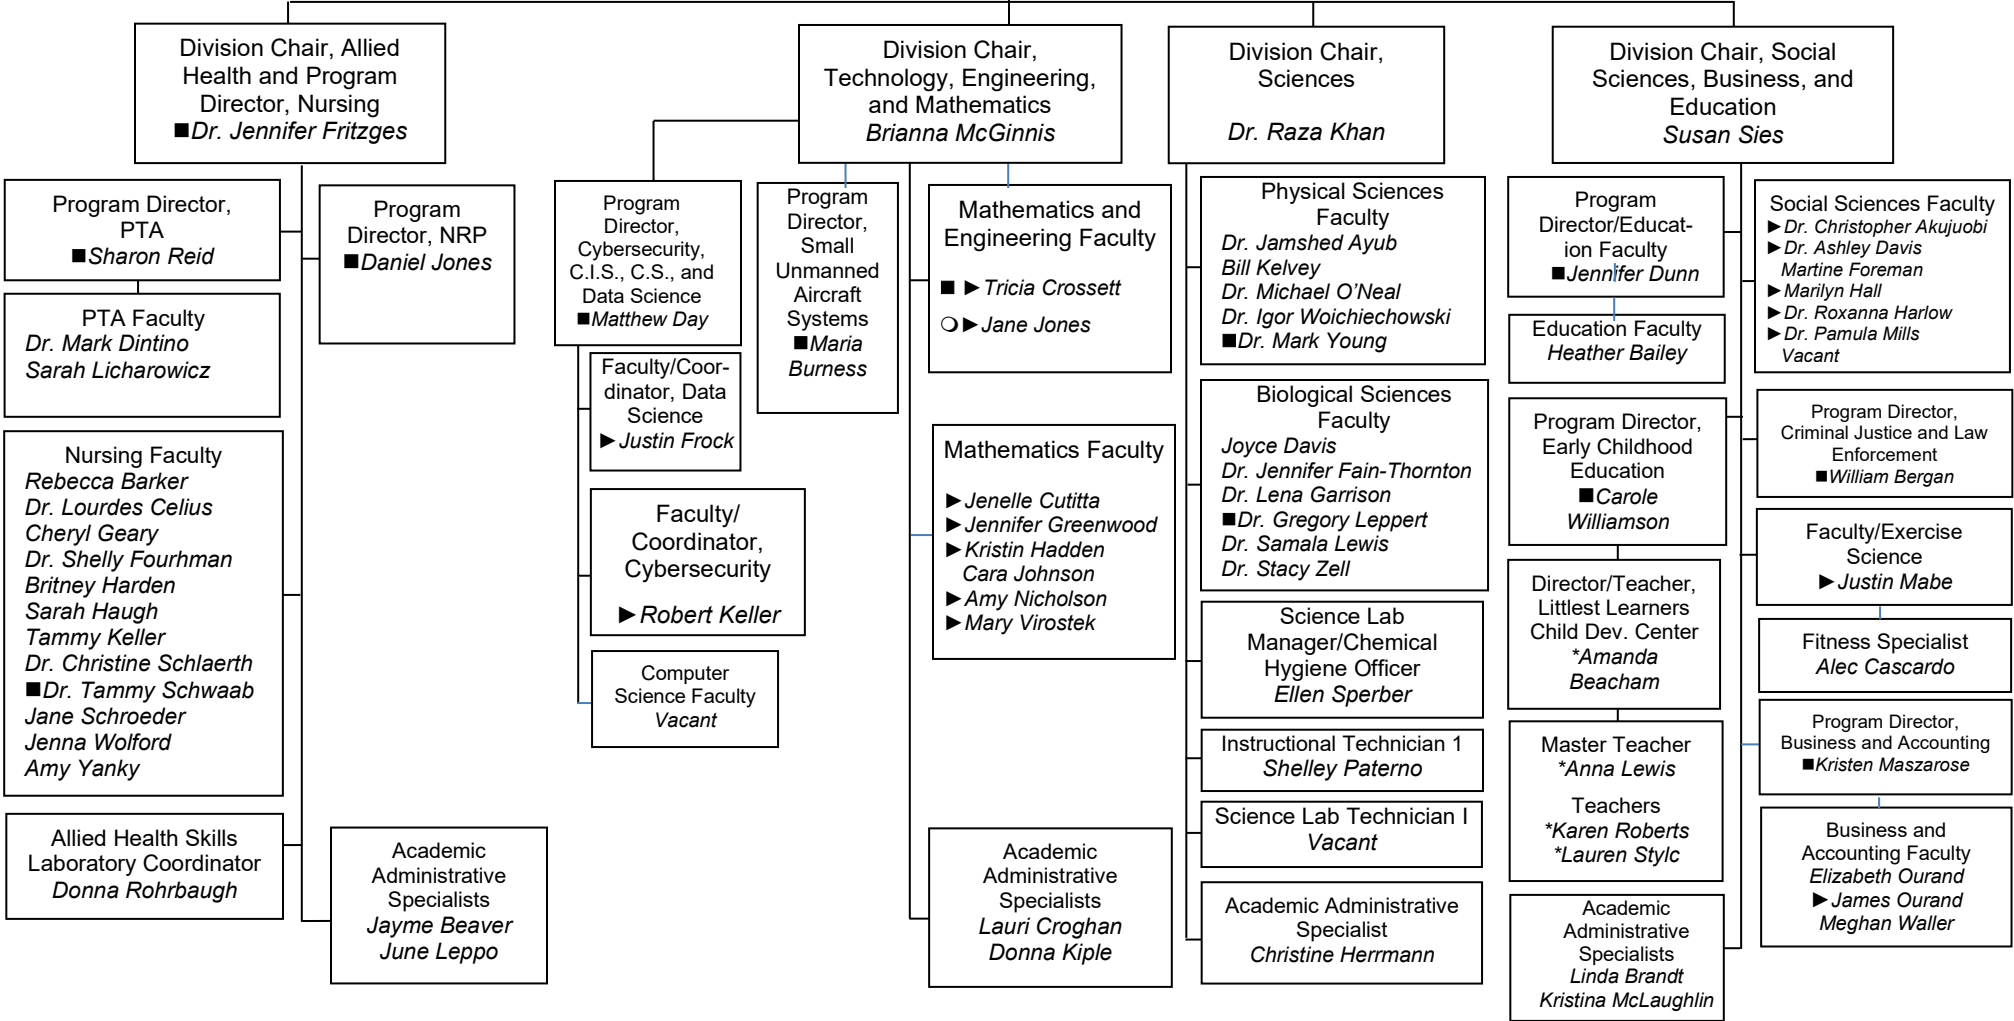 Division Chair, Allied
Health and Program
Director, Nursing
■Dr. Jennifer Fritzges
Program Director,
PTA
■Sharon Reid
Program
Director, NRP
■Daniel Jones
PTA Faculty
Dr. Mark Dintino
Sarah Licharowicz
Nursing Faculty
Rebecca Barker
Dr. Lourdes Celius
Cheryl Geary
Dr. Shelly Fourhman
Britney Harden
Sarah Haugh
Tammy Keller
Dr. Christine Schlaerth
■Dr. Tammy Schwaab
Jane Schroeder
Jenna Wolford
Amy Yanky
Allied Health Skills
Laboratory Coordinator
Donna Rohrbaugh
Academic
Administrative
Specialists
Jayme Beaver
June Leppo
Division Chair,
Technology, Engineering,
and Mathematics
Brianna McGinnis
Program
Director,
Cybersecurity,
C.I.S., C.S., and
Data Science
■Matthew Day
Faculty/Coor-
dinator, Data
Science
►Justin Frock
Faculty/
Coordinator,
Cybersecurity
►Robert Keller
Computer
Science Faculty
Vacant
Program
Director,
Small
Unmanned
Aircraft
Systems
■Maria
Burness
Mathematics and
Engineering Faculty
■ ►Tricia Crossett
❍►Jane Jones
Mathematics Faculty
►Jenelle Cutitta
►Jennifer Greenwood
►Kristin Hadden
Cara Johnson
►Amy Nicholson
►Mary Virostek
Academic
Administrative
Specialists
Lauri Croghan
Donna Kiple
Division Chair,
Sciences
Dr. Raza Khan
Physical Sciences
Faculty
Dr. Jamshed Ayub
Bill Kelvey
Dr. Michael O’Neal
Dr. Igor Woichiechowski
■Dr. Mark Young
Biological Sciences
Faculty
Joyce Davis
Dr. Jennifer Fain-Thornton
Dr. Lena Garrison
■Dr. Gregory Leppert
Dr. Samala Lewis
Dr. Stacy Zell
Science Lab
Manager/Chemical
Hygiene Officer
Ellen Sperber
Instructional Technician 1
Shelley Paterno
Science Lab Technician I
Vacant
Academic Administrative
Specialist
Christine Herrmann
Division Chair, Social
Sciences, Business, and
Education
Susan Sies
Program
Director/Educat-
ion Faculty
■Jennifer Dunn
Education Faculty
Heather Bailey
Program Director,
Early Childhood
Education
■Carole
Williamson
Director/Teacher,
Littlest Learners
Child Dev. Center
*Amanda
Beacham
Master Teacher
*Anna Lewis
Teachers
*Karen Roberts
*Lauren Stylc
Academic
Administrative
Specialists
Linda Brandt
Kristina McLaughlin
Social Sciences Faculty
►Dr. Christopher Akujuobi
►Dr. Ashley Davis
Martine Foreman
►Marilyn Hall
►Dr. Roxanna Harlow
►Dr. Pamula Mills
Vacant
Program Director,
Criminal Justice and Law
Enforcement
■William Bergan
Faculty/Exercise
Science
►Justin Mabe
Fitness Specialist
Alec Cascardo
Program Director,
Business and Accounting
■Kristen Maszarose
Business and
Accounting Faculty
Elizabeth Ourand
►James Ourand
Meghan Waller